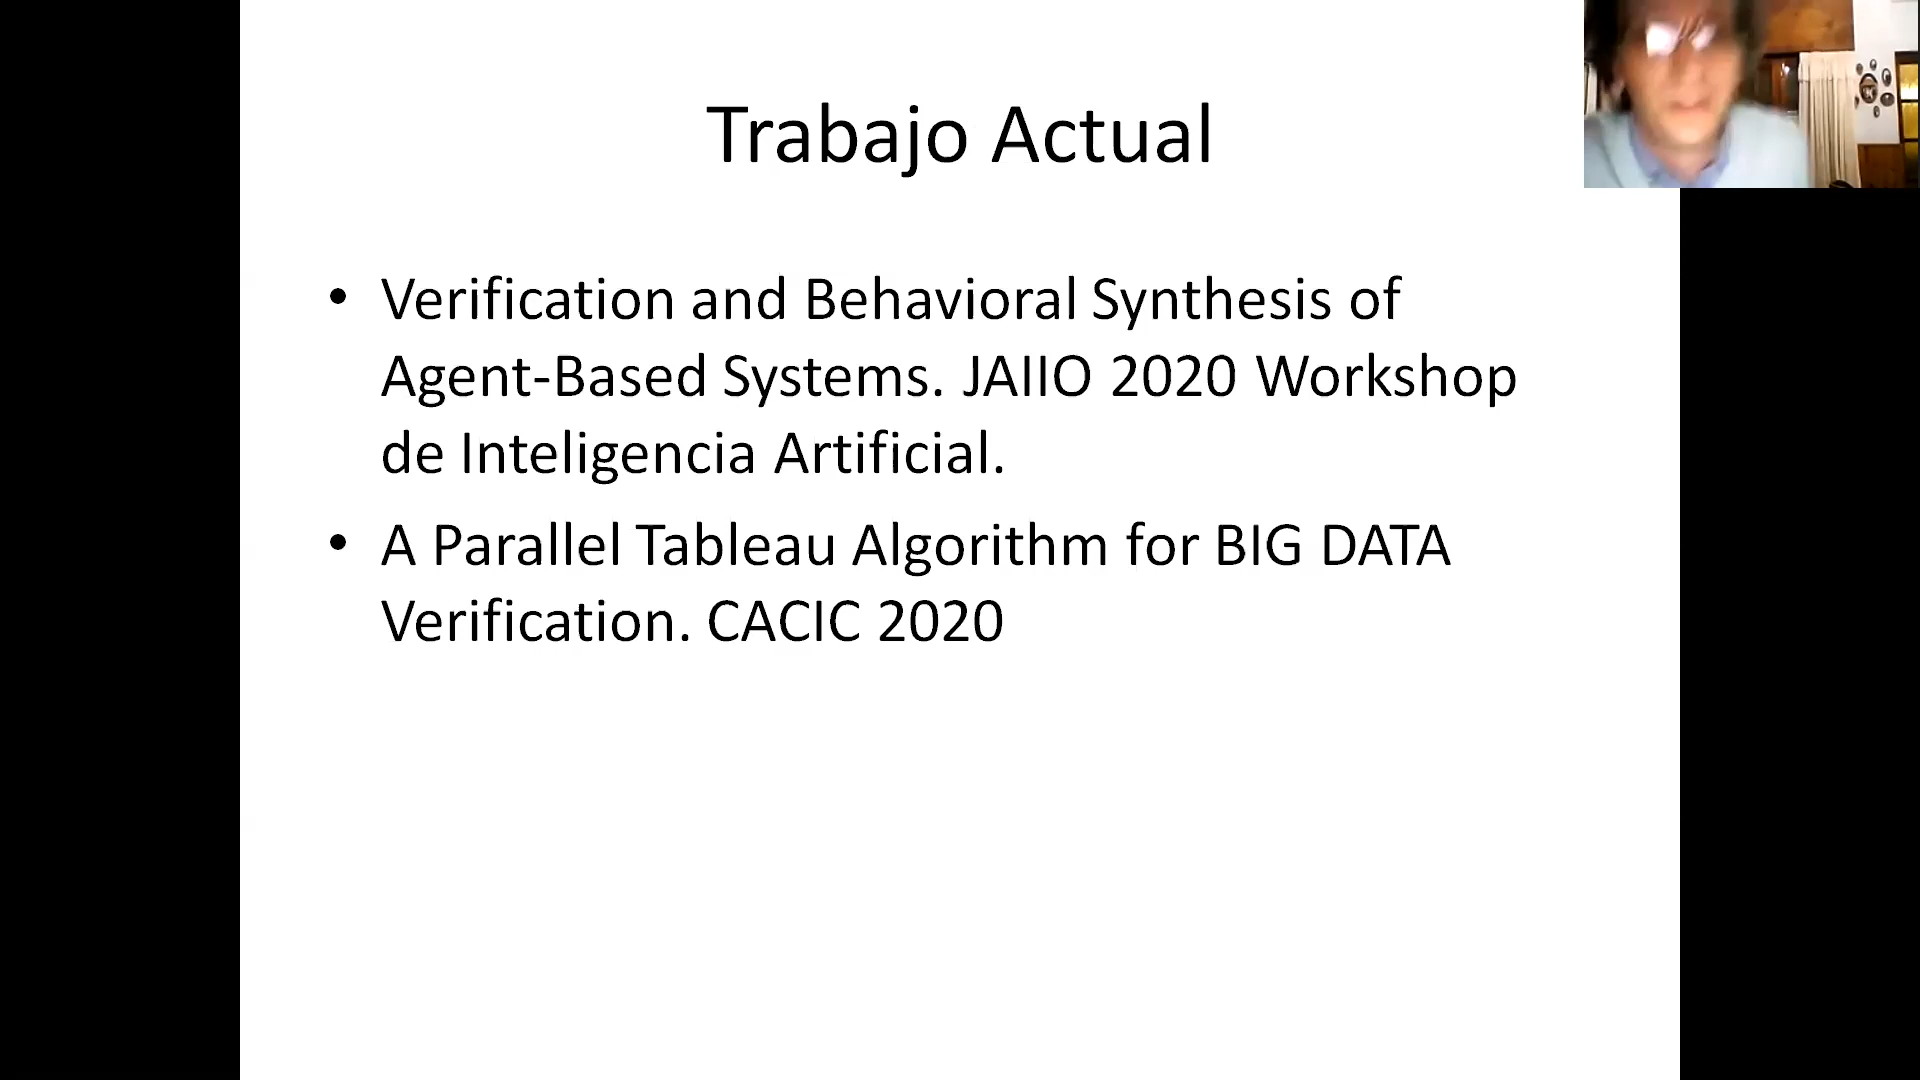 Trabajo Actual
• Verification and Behavioral Synthesis of
Agent-Based Systems. JAIIO 2020 Workshop
de Inteligencia Artificial.
• A Parallel Tableau Algorithm for BIG DATA
Verification. CACIC 2020